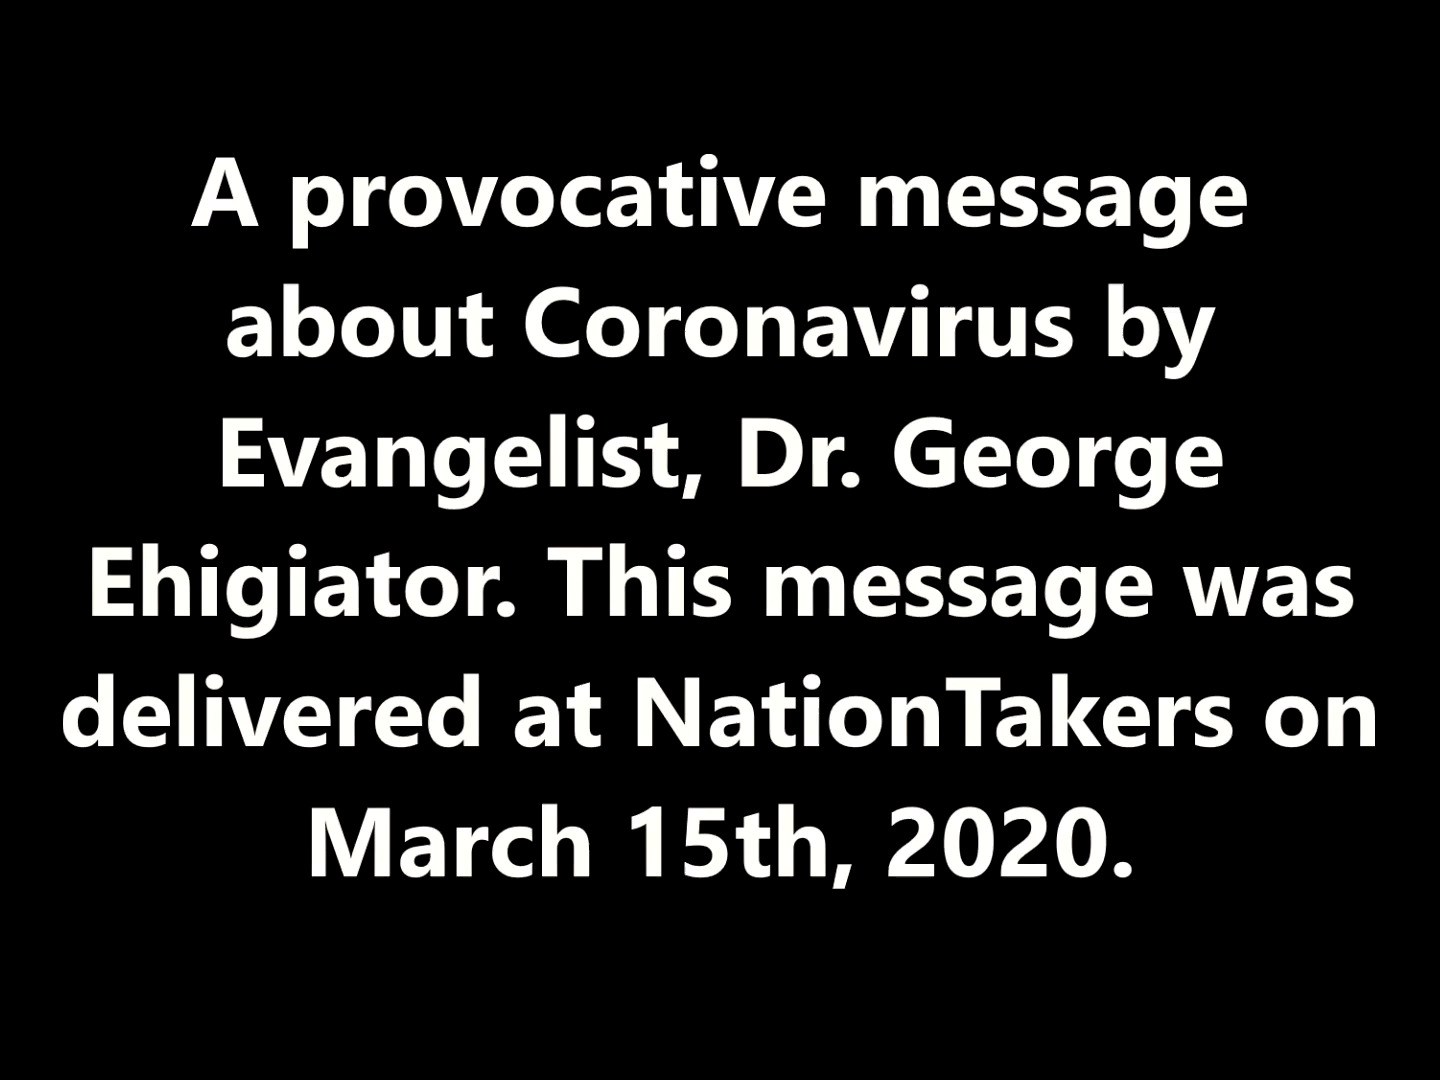 A provocative message
about Coronavirus by
Evangelist, Dr. George
Ehigiator. This message was
delivered at NationTakers on
March 15th, 2020.